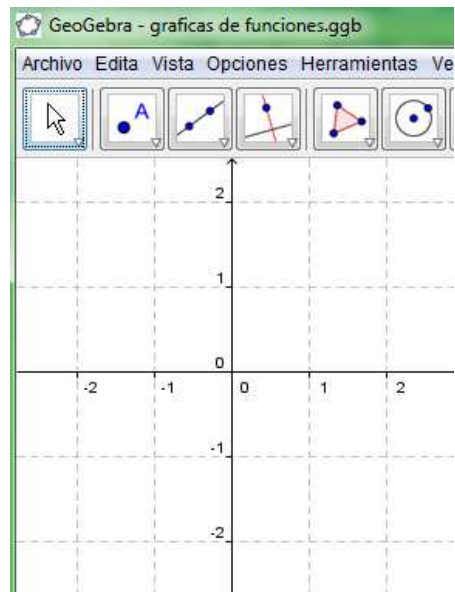 GeoGebra - graficas de funciones.ggb
Archivo Edita Vista Opciones Herramientas Ve
A
2
1
0
-2 -1 0 1 2
-1
-2